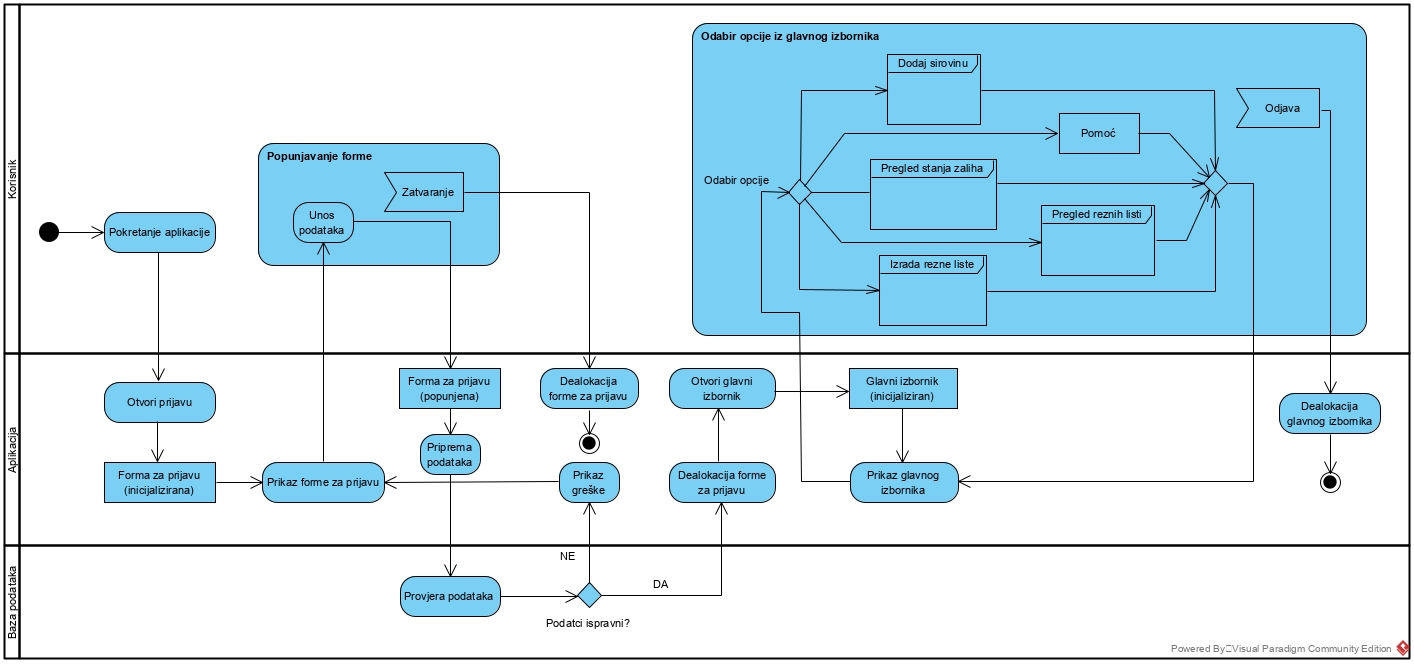 Korisnik
Odabir opcije iz glavnog izbornika
Dodaj sirovinu
Odjava
Pomoć
Popunjavanje forme
Pregled stanja zaliha
Odabir opcije
Zatvaranje
Unos
podataka
Pregled reznih listi
Pokretanje aplikacije
Izrada rezne liste
Aplikacija
Forma za prijavu
(popunjena)
Dealokacija
forme za prijavu
Otvori glavni
izbornik
Glavni izbornik
(inicijaliziran)
Otvori prijavu
Dealokacija
glavnog izbornika
Priprema
podataka
Forma za prijavu
(inicijalizirana)
Prikaz forme za prijavu
Prikaz
greške
Dealokacija forme
za prijavu
Prikaz glavnog
izbornika
Baza podataka
NE
DA
Provjera podataka
Podatci ispravni?
Powered By Visual Paradigm Community Edition